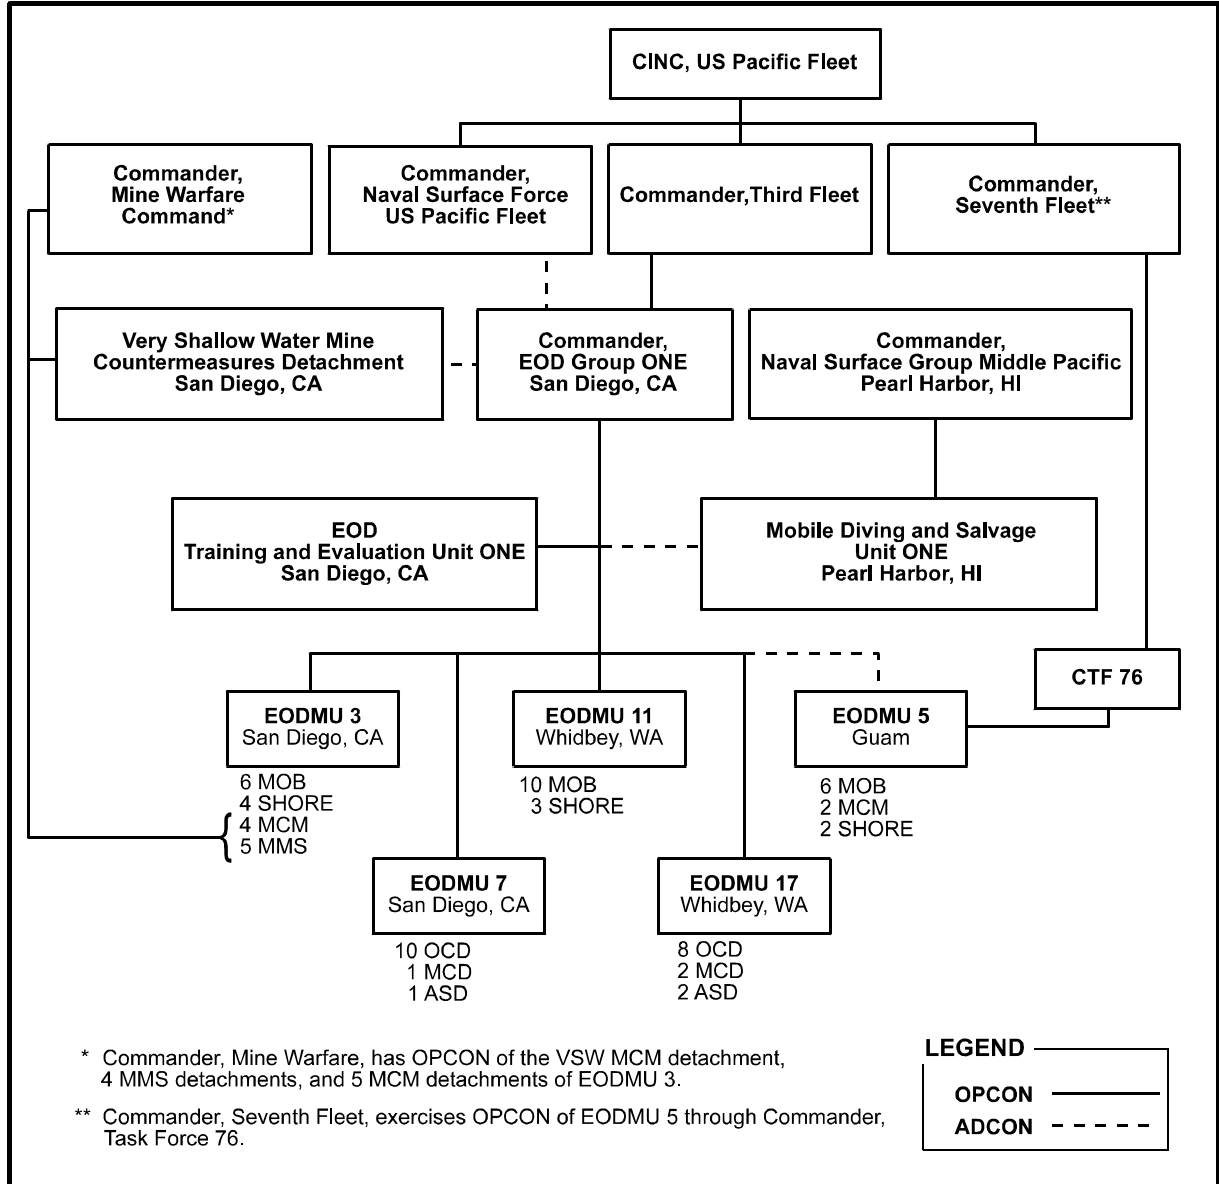 CINC, US Pacific Fleet
Commander,
Mine Warfare
Command*
Commander,
Naval Surface Force
US Pacific Fleet
Commander,Third Fleet
Commander,
Seventh Fleet**
Very Shallow Water Mine
Countermeasures Detachment
San Diego, CA
Commander,
EOD Group ONE
San Diego, CA
Commander,
Naval Surface Group Middle Pacific
Pearl Harbor, HI
EOD
Training and Evaluation Unit ONE
San Diego, CA
Mobile Diving and Salvage
Unit ONE
Pearl Harbor, HI
CTF 76
EODMU 3
San Diego, CA
6 MOB
4 SHORE
4 MCM
5 MMS
EODMU 11
Whidbey, WA
10 MOB
3 SHORE
EODMU 5
Guam
6 MOB
2 MCM
2 SHORE
EODMU 7
San Diego, CA
10 OCD
1 MCD
1 ASD
EODMU 17
Whidbey, WA
8 OCD
2 MCD
2 ASD
* Commander, Mine Warfare, has OPCON of the VSW MCM detachment,
4 MMS detachments, and 5 MCM detachments of EODMU 3.
** Commander, Seventh Fleet, exercises OPCON of EODMU 5 through Commander,
Task Force 76.
LEGEND
OPCON
ADCON